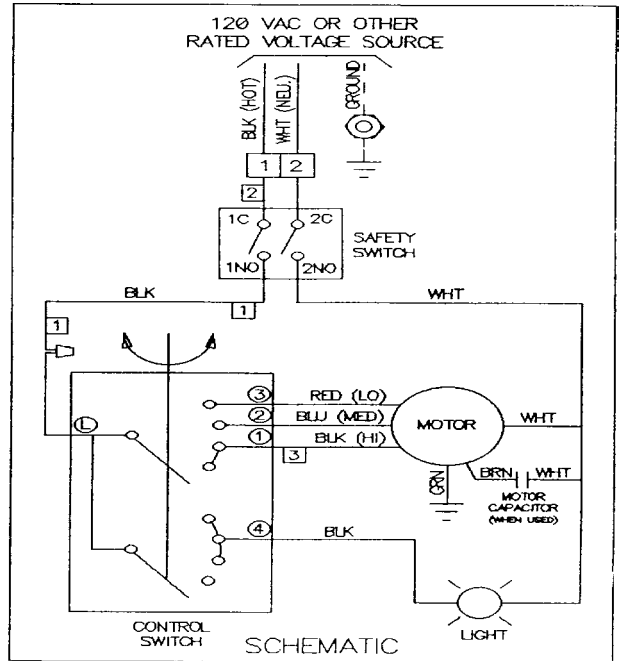 120 VAC OR OTHER
RATED VOLTAGE SOURCE
BLK (HOT)
WHT (NEU.)
GROUND
1 2
2
1C 2C
SAFETY
SWITCH
1NO 2NO
BLK
WHT
1
1
3 RED (LO)
L
2 BLU (MED)
MOTOR
WHT
1 BLK (HI)
3
GRN
BRN WHT
MOTOR
CAPACITOR
(WHEN USED)
4 BLK
CONTROL
SWITCH
SCHEMATIC
LIGHT